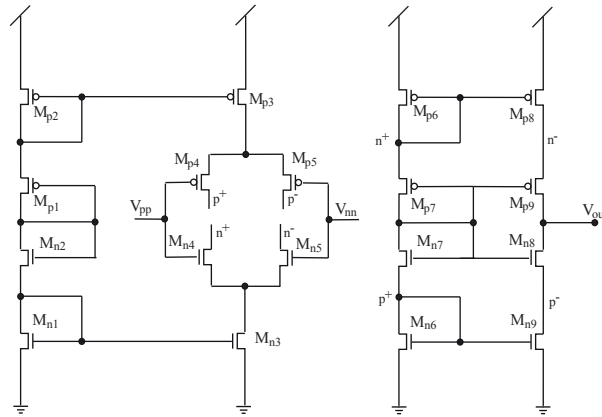 Mp2
Mp3
Mp6
Mp8
n+
n-
Mp4
Mp5
Mp1
p+
p-
Mp7
Mp9
Vpp
Vnn
Vou
Mn2
Mn4
n+
n-
Mn5
Mn7
Mn8
p+
p-
Mn1
Mn3
Mn6
Mn9